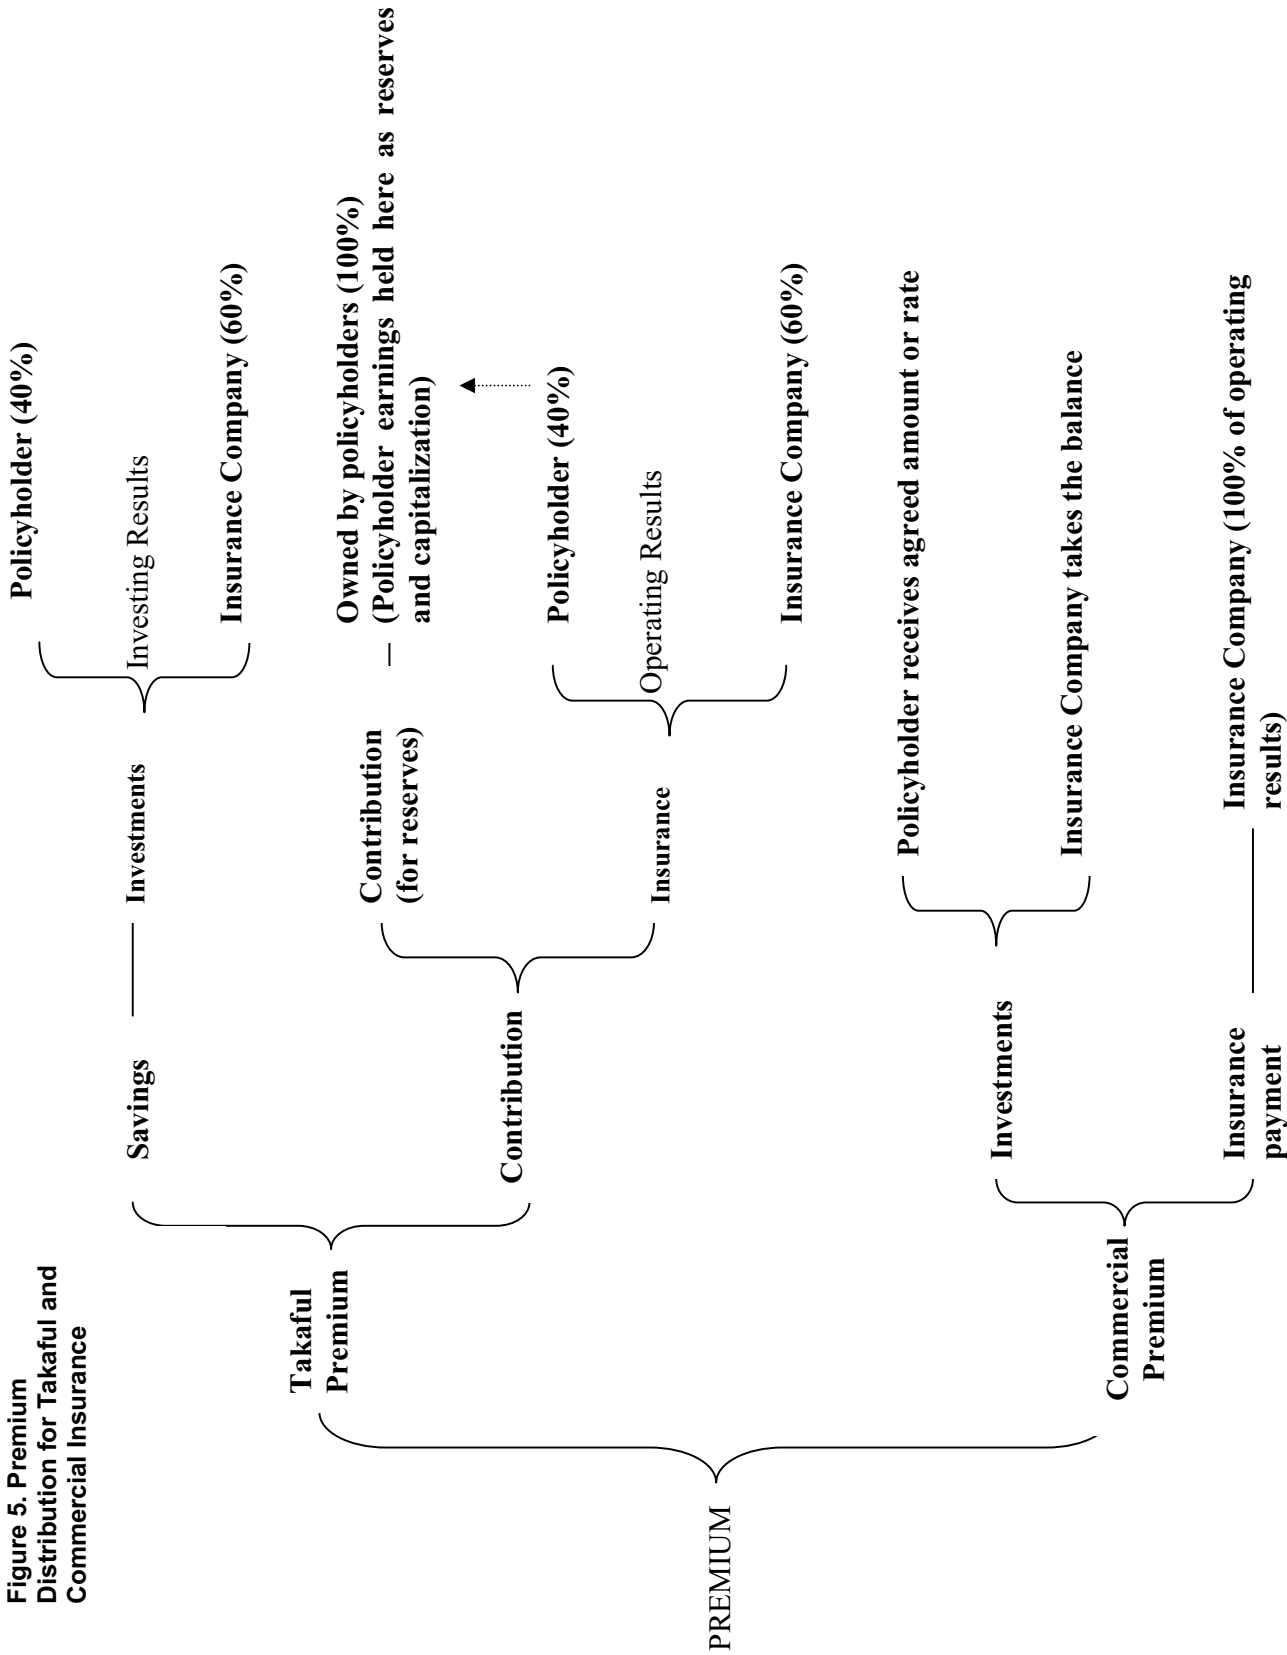 Figure 5. Premium
Distribution for Takaful and
Commercial Insurance
PREMIUM
Takaful
Premium
Savings
Investments
Investing Results
Policyholder (40%)
Insurance Company (60%)
Contribution
Contribution
(for reserves)
Owned by policyholders (100%)
(Policyholder earnings held here as reserves
and capitalization)
Insurance
Operating Results
Policyholder (40%)
Insurance Company (60%)
Commercial
Premium
Investments
Policyholder receives agreed amount or rate
Insurance Company takes the balance
Insurance
payment
Insurance Company (100% of operating
results)